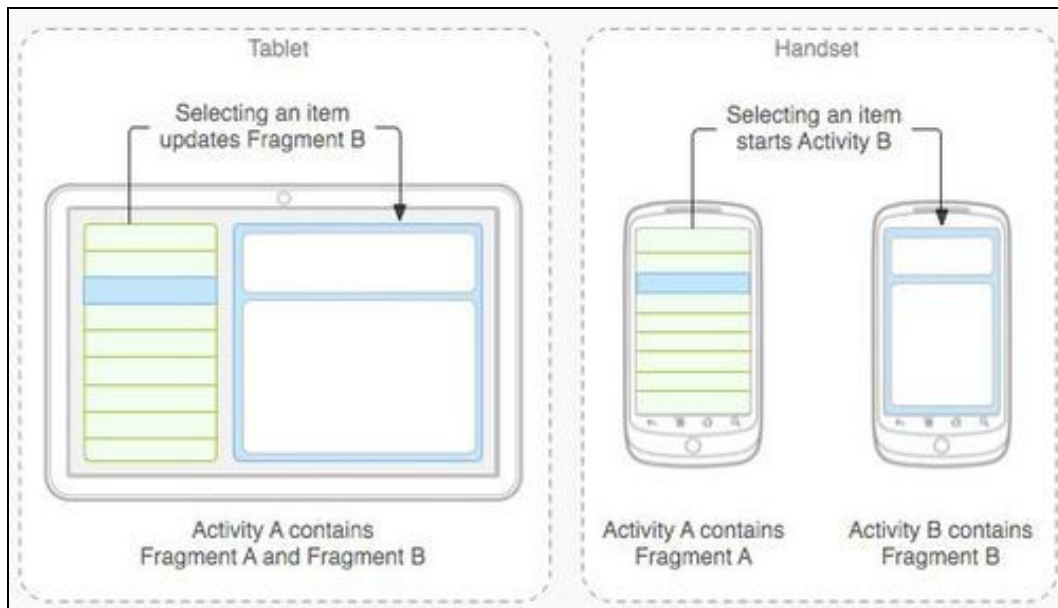 Tablet
Selecting an item
updates Fragment B
Activity A contains
Fragment A and Fragment B
Handset
Selecting an item
starts Activity B
Activity A contains
Fragment A
Activity B contains
Fragment B